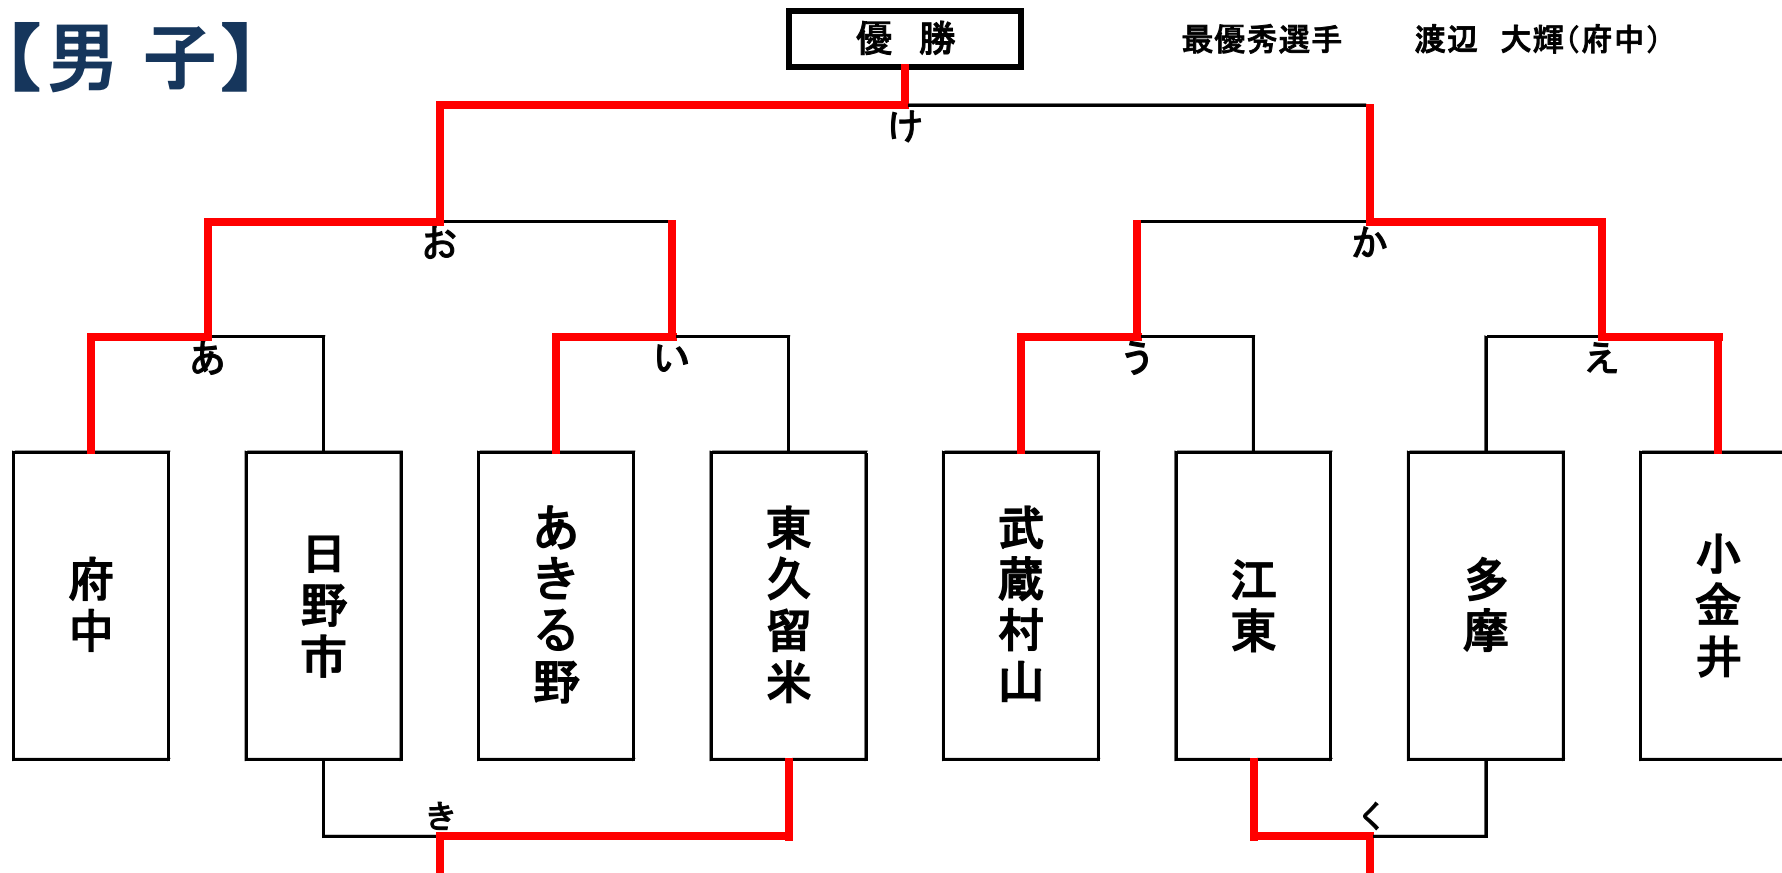 【男 子】
優 勝
最優秀選手 渡辺 大輝(府中)
け
お
か
あ
い
う
え
府中
日野市
あきる野
東久留米
武蔵村山
江東
多摩
小金井
き
く